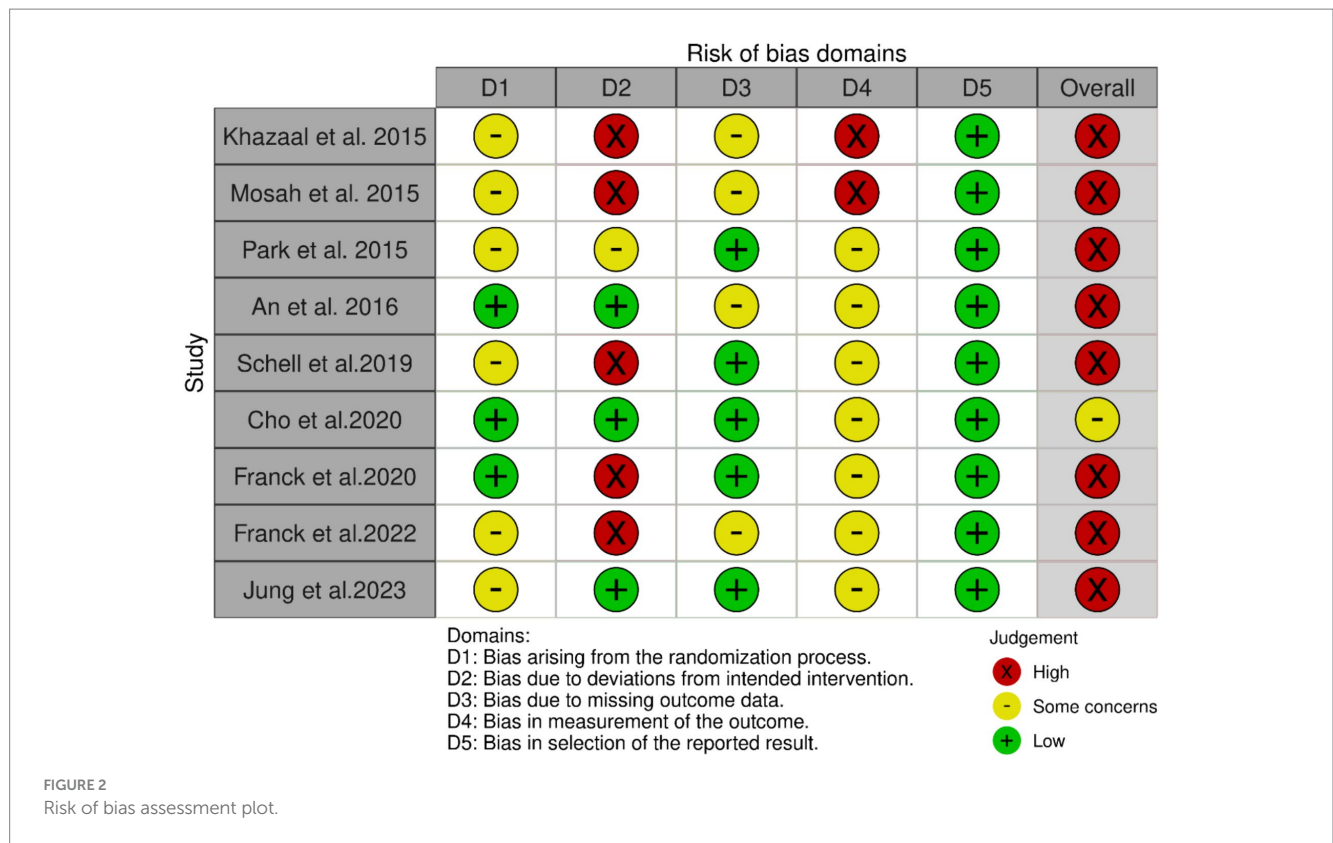 Risk of bias domains
D1 D2 D3 D4 D5 Overall
Study
Khazaal et al. 2015 - X - X + X
Mosah et al. 2015 - X - X + X
Park et al. 2015 - - + - + X
An et al. 2016 + + - - + X
Schell et al.2019 - X + - + X
Cho et al.2020 + + + - + -
Franck et al.2020 + X + - + X
Franck et al.2022 - X - - + X
Jung et al.2023 - + + - + X
Domains:
D1: Bias arising from the randomization process.
D2: Bias due to deviations from intended intervention.
D3: Bias due to missing outcome data.
D4: Bias in measurement of the outcome.
D5: Bias in selection of the reported result.
Judgement
X High
- Some concerns
+ Low
FIGURE 2
Risk of bias assessment plot.